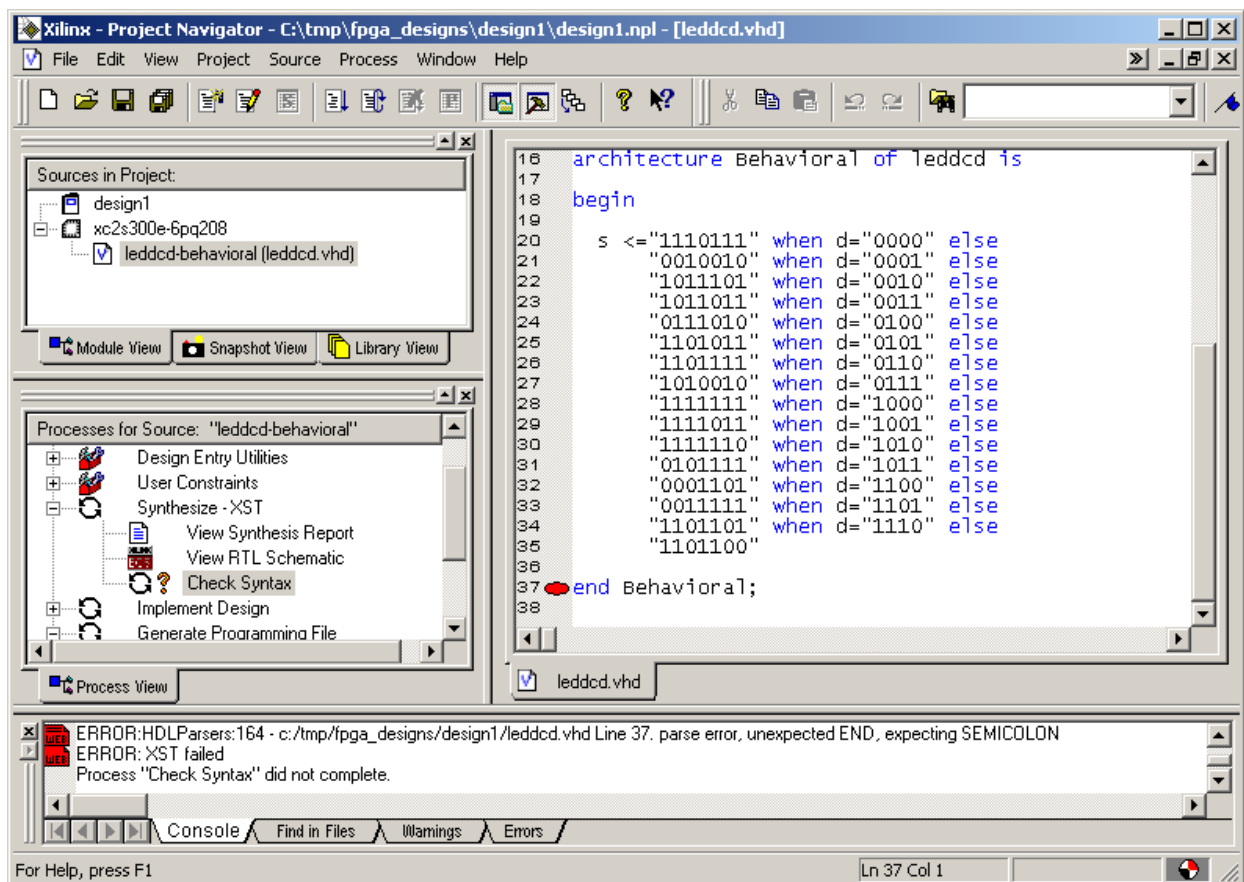 Xilinx - Project Navigator - C:\tmp\fpga_designs\design1\design1.npl - [leddcd.vhd]
File Edit View Project Source Process Window Help
Sources in Project:
design1
xc2s300e-6pq208
leddcd-behavioral (leddcd.vhd)
Module View Snapshot View Library View
Processes for Source: "leddcd-behavioral"
Design Entry Utilities
User Constraints
Synthesize - XST
View Synthesis Report
View RTL Schematic
Check Syntax
Implement Design
Generate Programming File
Process View
16 architecture Behavioral of leddcd is
17
18 begin
19
20 s <="1110111" when d="0000" else
21 "0010010" when d="0001" else
22 "1011101" when d="0010" else
23 "1011011" when d="0011" else
24 "0111010" when d="0100" else
25 "1101011" when d="0101" else
26 "1101111" when d="0110" else
27 "1010010" when d="0111" else
28 "1111111" when d="1000" else
29 "1111011" when d="1001" else
30 "1111110" when d="1010" else
31 "0101111" when d="1011" else
32 "0001101" when d="1100" else
33 "0011111" when d="1101" else
34 "1101101" when d="1110" else
35 "1101100"
36
37 end Behavioral;
38
leddcd.vhd
ERROR:HDLParsers:164 - c:/tmp/fpga_designs/design1/leddcd.vhd Line 37. parse error, unexpected END, expecting SEMICOLON
ERROR: XST failed
Process "Check Syntax" did not complete.
Console Find in Files Warnings Errors
For Help, press F1 Ln 37 Col 1